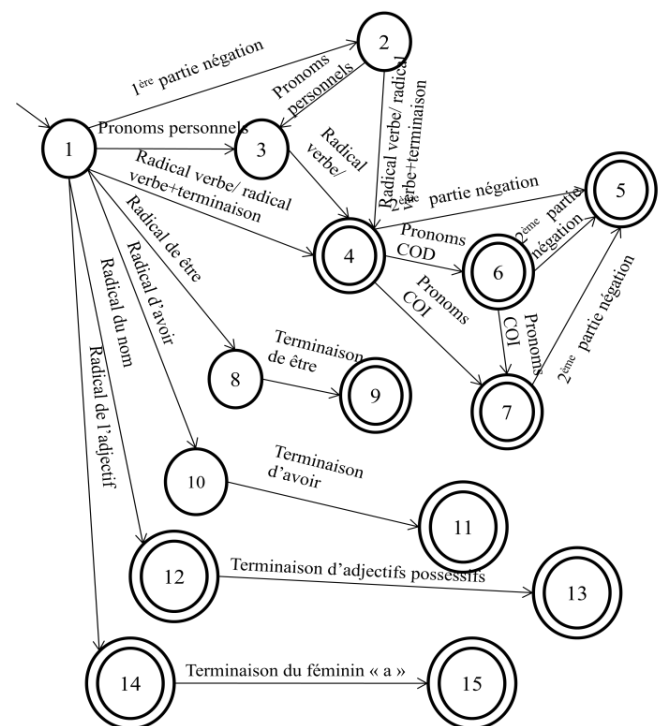 2
1ère partie négation
Pronoms
personnels
5
1
Pronoms personnels
3
Radical
verbe/
Radical verbe/ radical
verbe+terminaison
Radical verbe/ radical
verbe+terminaison
2ème partie négation
4
Pronoms
COD
6
2ème partie
négation
Pronoms
COI
Pronoms
COI
2ème partie négation
7
Radical de être
Radical d’avoir
Radical du nom
Radical de l’adjectif
8
Terminaison
de être
9
10
Terminaison
d’avoir
11
12
Terminaison d’adjectifs possessifs
13
14
Terminaison du féminin « a »
15